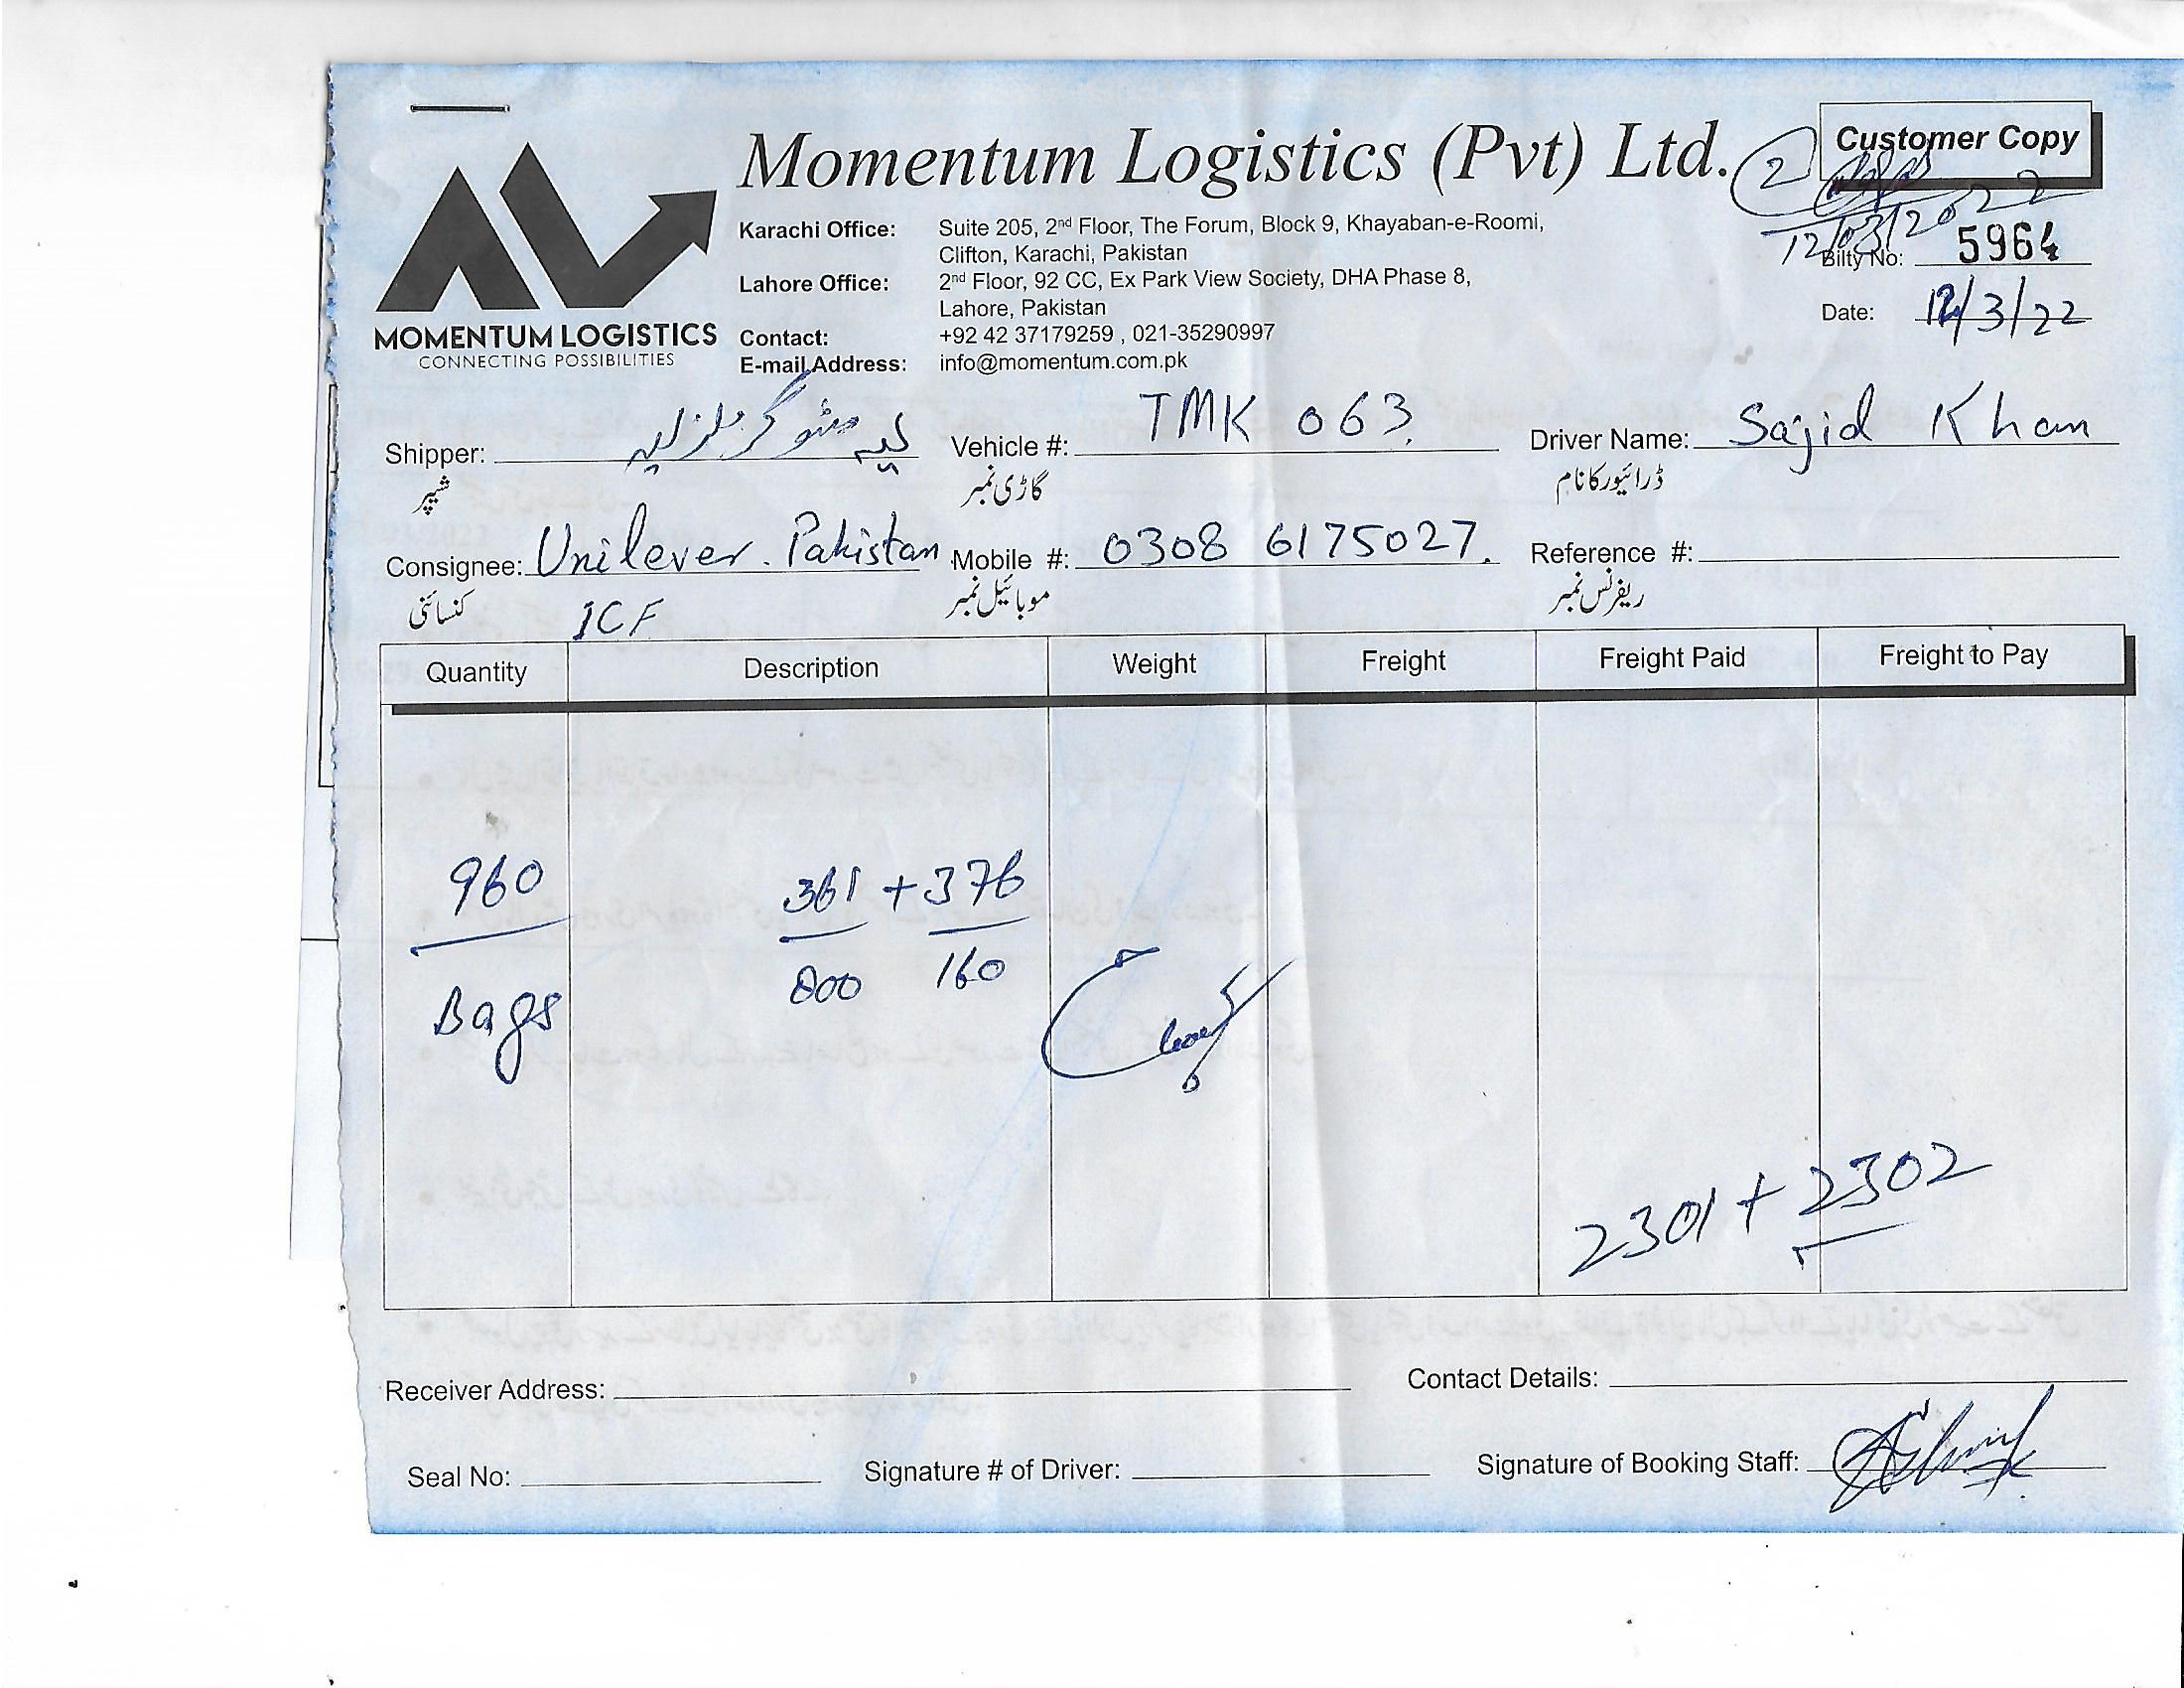 Momentum Logistics (Pvt) Ltd.
Customer Copy
2
12/03/2022
MOMENTUM LOGISTICS
CONNECTING POSSIBILITIES
Karachi Office: Suite 205, 2nd Floor, The Forum, Block 9, Khayaban-e-Roomi,
Clifton, Karachi, Pakistan
Lahore Office: 2nd Floor, 92 CC, Ex Park View Society, DHA Phase 8,
Lahore, Pakistan
Contact: +92 42 37179259 , 021-35290997
E-mail Address: info@momentum.com.pk
Bilty No: 5964
Date: 12/3/22
Shipper: لیہ شوگر ملز لیہ Vehicle #: TMK 063. Driver Name: Sajid Khan
شپر گاڑی نمبر ڈرائیور کا نام
Consignee: Unilever. Pakistan Mobile #: 0308 6175027. Reference #:
کنسائنی ICF موبائیل نمبر ریفرنس نمبر
Quantity Description Weight Freight Freight Paid Freight to Pay
960 361 + 376
Bags 800 160
2301 + 2302
Receiver Address: Contact Details:
Seal No: Signature # of Driver: Signature of Booking Staff: